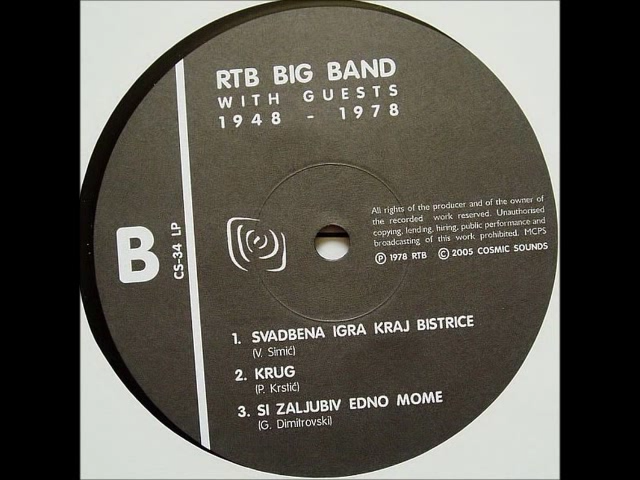 RTB BIG BAND
WITH GUESTS
1948 - 1978
B
CS-34 LP
All rights of the producer and of the owner of
the recorded work reserved. Unauthorised
copying, lending, hiring, public performance and
broadcasting of this work prohibited. MCPS
Ⓟ 1978 RTB © 2005 COSMIC SOUNDS
1. SVADBENA IGRA KRAJ BISTRICE
(V. Simić)
2. KRUG
(P. Krstić)
3. SI ZALJUBIV EDNO MOME
(G. Dimitrovski)